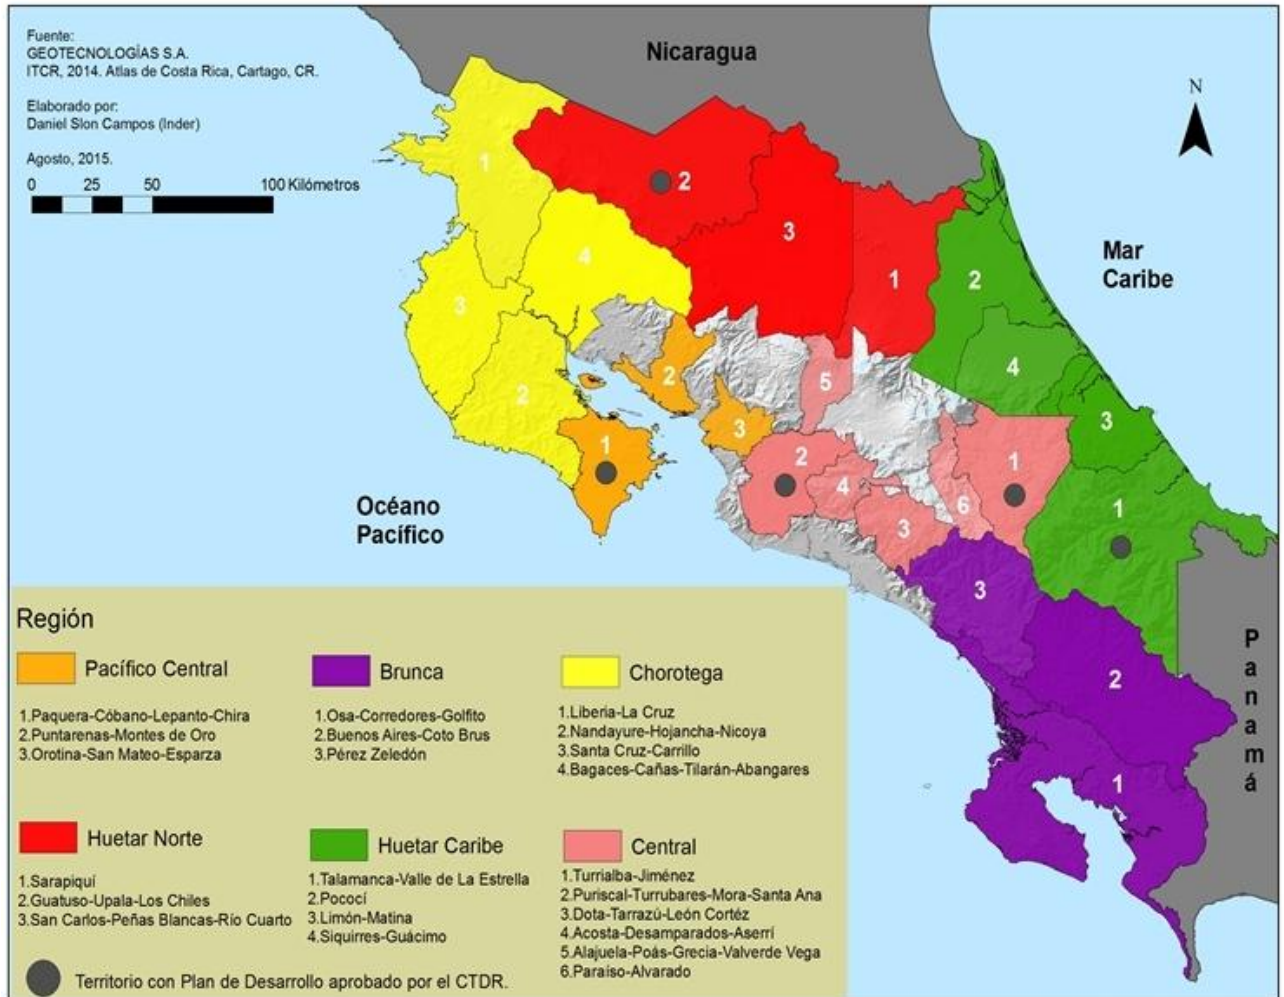 Fuente:
GEOTECNOLOGÍAS S.A.
ITCR, 2014. Atlas de Costa Rica, Cartago, CR.
Elaborado por:
Daniel Slon Campos (Inder)
Agosto, 2015.
0 25 50 100 Kilómetros
Nicaragua
N
Mar
Caribe
Océano
Pacífico
Panamá
1
2
3
4
3
2
1
2
4
3
1
2
1
2
3
5
2
4
3
6
1
3
2
1
Región
Pacífico Central
1.Paquera-Cóbano-Lepanto-Chira
2.Puntarenas-Montes de Oro
3.Orotina-San Mateo-Esparza
Brunca
1.Osa-Corredores-Golfito
2.Buenos Aires-Coto Brus
3.Pérez Zeledón
Chorotega
1.Liberia-La Cruz
2.Nandayure-Hojancha-Nicoya
3.Santa Cruz-Carrillo
4.Bagaces-Cañas-Tilarán-Abangares
Huetar Norte
1.Sarapiquí
2.Guatuso-Upala-Los Chiles
3.San Carlos-Peñas Blancas-Río Cuarto
Huetar Caribe
1.Talamanca-Valle de La Estrella
2.Pococí
3.Limón-Matina
4.Siquirres-Guácimo
Central
1.Turrialba-Jiménez
2.Puriscal-Turrubares-Mora-Santa Ana
3.Dota-Tarrazú-León Cortéz
4.Acosta-Desamparados-Aserrí
5.Alajuela-Poás-Grecia-Valverde Vega
6.Paraíso-Alvarado
Territorio con Plan de Desarrollo aprobado por el CTDR.